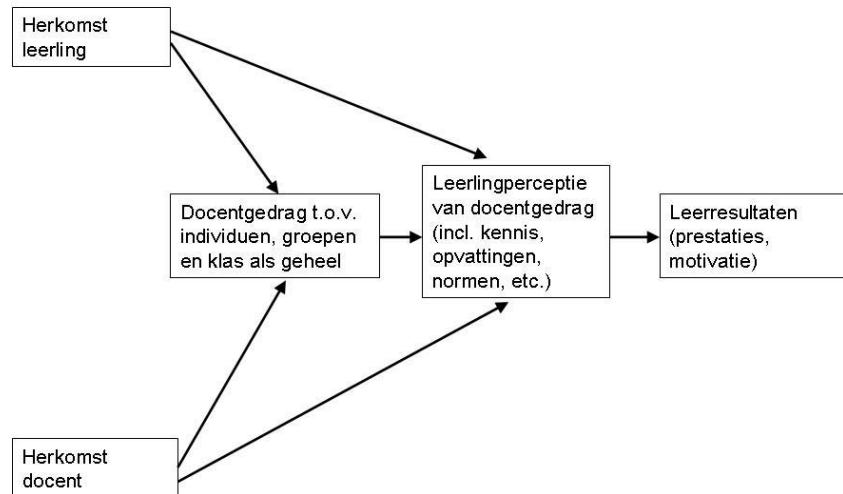 Herkomst
leerling
Docentgedrag t.o.v.
individuen, groepen
en klas als geheel
Leerlingperceptie
van docentgedrag
(incl. kennis,
opvattingen,
normen, etc.)
Leerresultaten
(prestaties,
motivatie)
Herkomst
docent